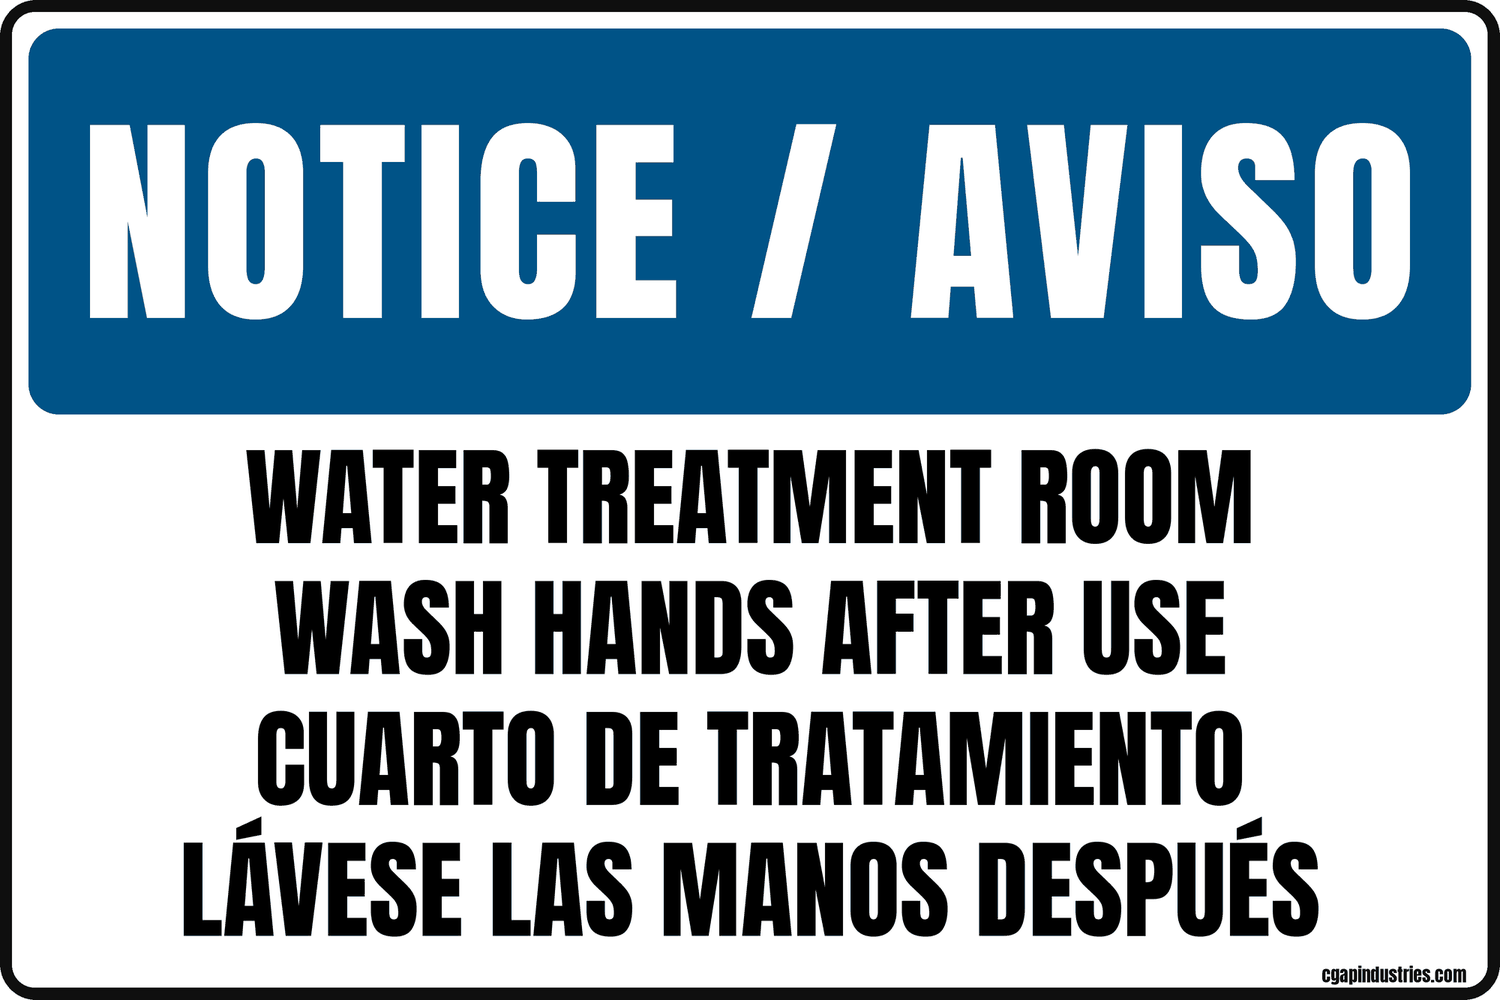 NOTICE / AVISO
WATER TREATMENT ROOM
WASH HANDS AFTER USE
CUARTO DE TRATAMIENTO
LÁVESE LAS MANOS DESPUÉS
cgapindustries.com